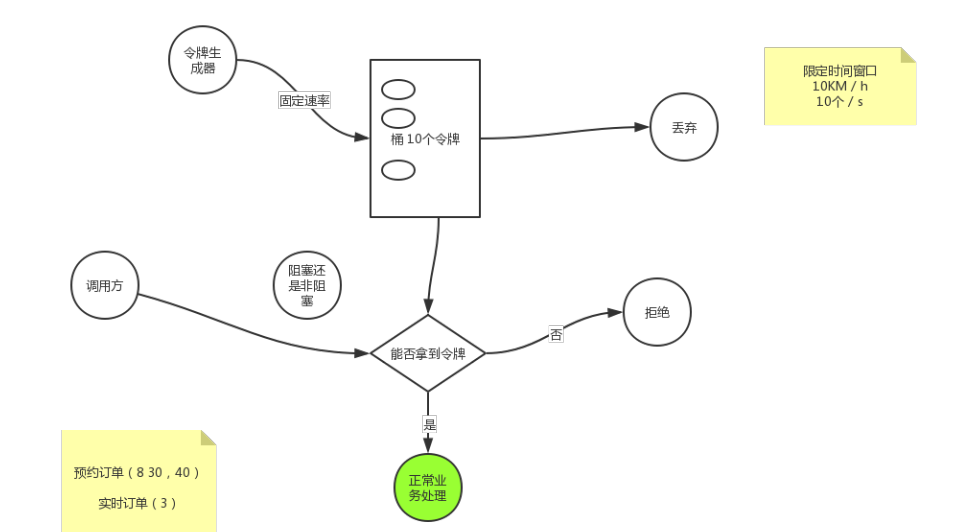 令牌生
成器
固定速率
桶 10个令牌
限定时间窗口
10KM / h
10个 / s
丢弃
调用方
阻塞还
是非阻
塞
能否拿到令牌
否
拒绝
是
预约订单（8 30，40）
实时订单（3）
正常业
务处理